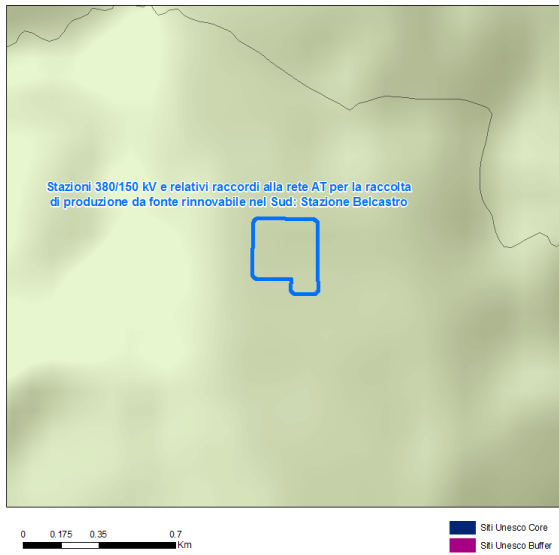 Stazioni 380/150 kV e relativi raccordi alla rete AT per la raccolta
di produzione da fonte rinnovabile nel Sud: Stazione Belcastro
0 0.175 0.35 0.7
Km
Siti Unesco Core
Siti Unesco Buffer